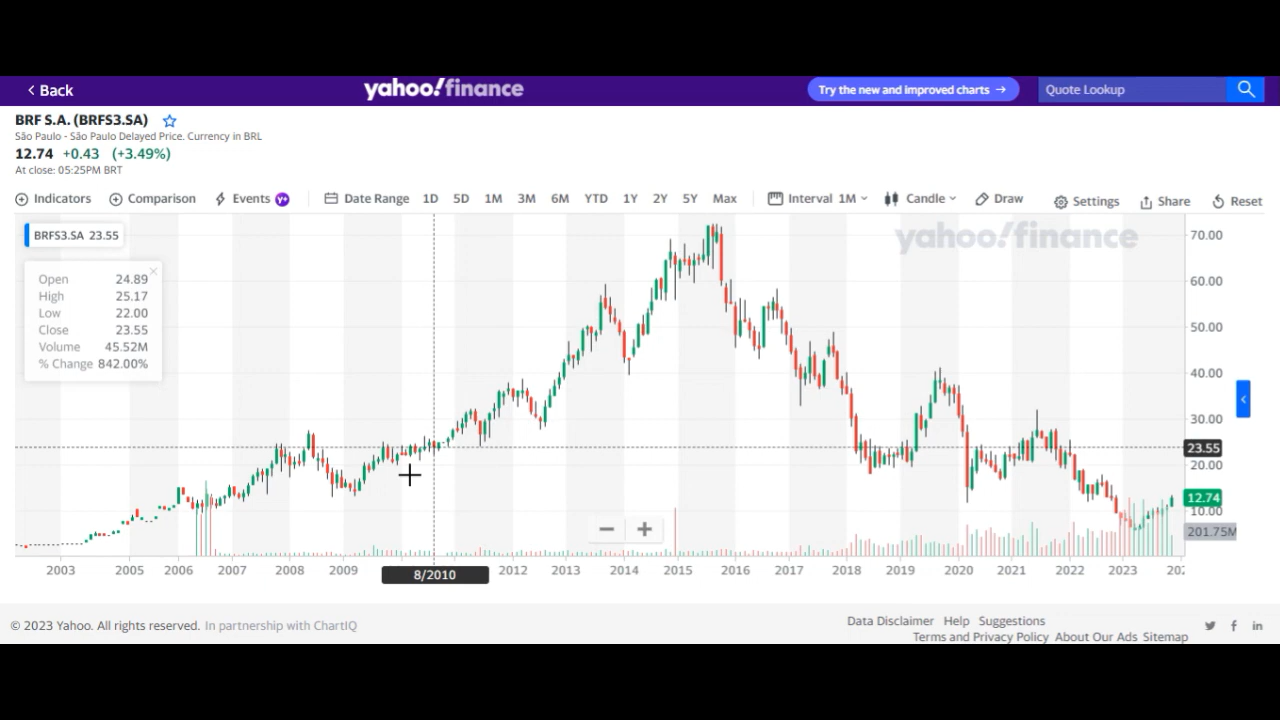 Back
yahoo!finance
Try the new and improved charts →
Quote Lookup
BRF S.A. (BRFS3.SA)
São Paulo - São Paulo Delayed Price. Currency in BRL
12.74 +0.43 (+3.49%)
At close: 05:25PM BRT
Indicators Comparison Events y+ Date Range 1D 5D 1M 3M 6M YTD 1Y 2Y 5Y Max Interval 1M Candle Draw Settings Share Reset
BRFS3.SA 23.55
yahoo!finance
Open 24.89
High 25.17
Low 22.00
Close 23.55
Volume 45.52M
% Change 842.00%
70.00
60.00
50.00
40.00
30.00
23.55
20.00
12.74
10.00
201.75M
2003 2005 2006 2007 2008 2009 8/2010 2012 2013 2014 2015 2016 2017 2018 2019 2020 2021 2022 2023 202
© 2023 Yahoo. All rights reserved. In partnership with ChartIQ
Data Disclaimer Help Suggestions
Terms and Privacy Policy About Our Ads Sitemap